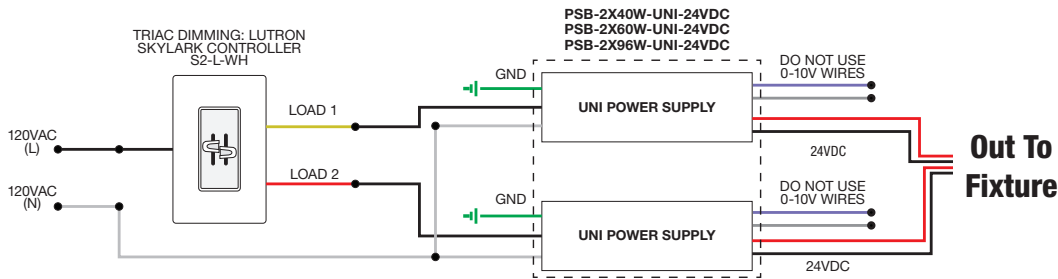 PSB-2X40W-UNI-24VDC
PSB-2X60W-UNI-24VDC
PSB-2X96W-UNI-24VDC
TRIAC DIMMING: LUTRON
SKYLARK CONTROLLER
S2-L-WH
120VAC
(L)
120VAC
(N)
LOAD 1
LOAD 2
GND
UNI POWER SUPPLY
DO NOT USE
0-10V WIRES
24VDC
GND
UNI POWER SUPPLY
DO NOT USE
0-10V WIRES
24VDC
Out To
Fixture